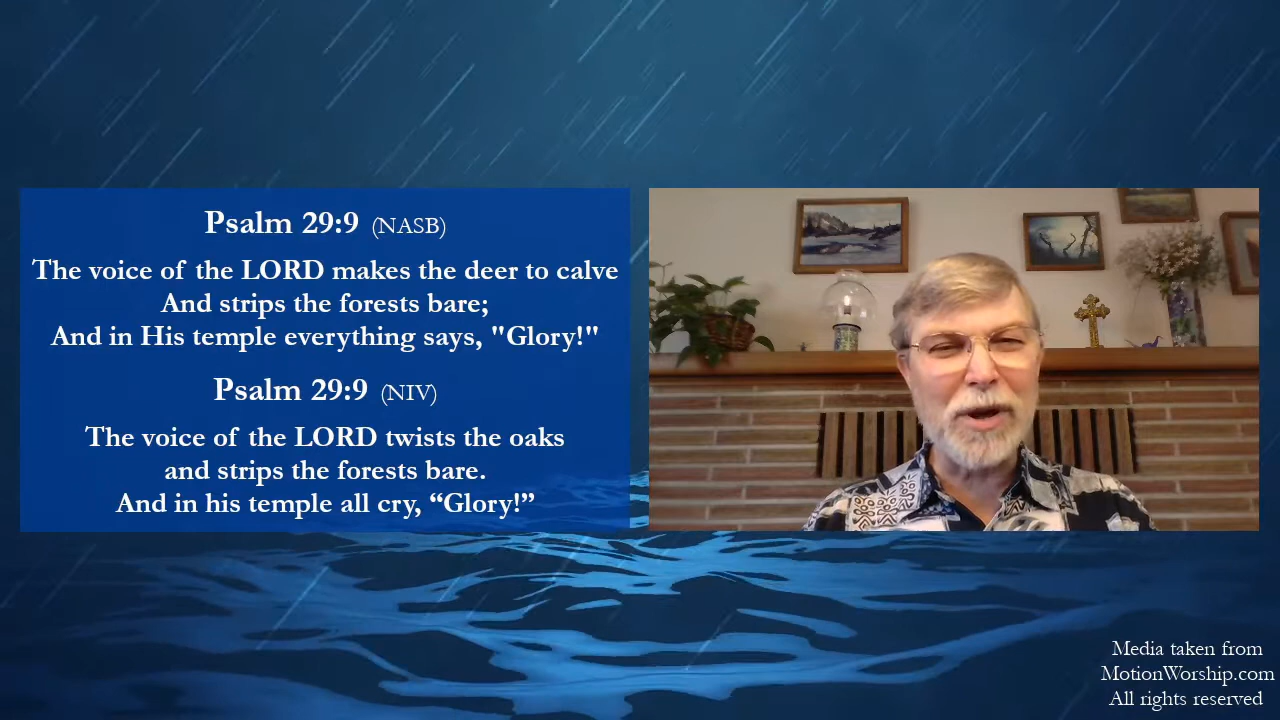 Psalm 29:9 (NASB)
The voice of the LORD makes the deer to calve
And strips the forests bare;
And in His temple everything says, "Glory!"
Psalm 29:9 (NIV)
The voice of the LORD twists the oaks
and strips the forests bare.
And in his temple all cry, “Glory!”
Media taken from
MotionWorship.com
All rights reserved